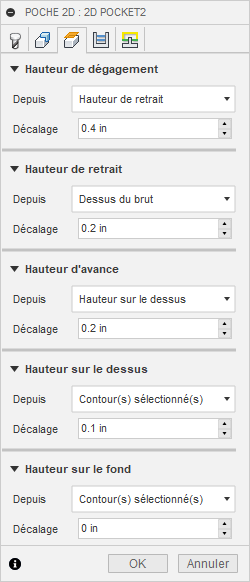 POCHE 2D : 2D POCKET2
Hauteur de dégagement
Depuis Hauteur de retrait
Décalage 0.4 in
Hauteur de retrait
Depuis Dessus du brut
Décalage 0.2 in
Hauteur d'avance
Depuis Hauteur sur le dessus
Décalage 0.2 in
Hauteur sur le dessus
Depuis Contour(s) sélectionné(s)
Décalage 0.1 in
Hauteur sur le fond
Depuis Contour(s) sélectionné(s)
Décalage 0 in
OK Annuler